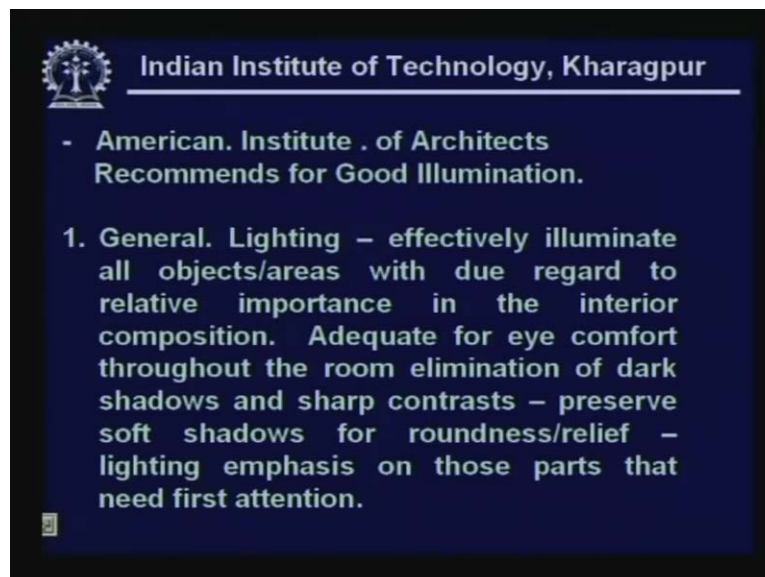 Indian Institute of Technology, Kharagpur
- American. Institute . of Architects
Recommends for Good Illumination.
1. General. Lighting – effectively illuminate
all objects/areas with due regard to
relative importance in the interior
composition. Adequate for eye comfort
throughout the room elimination of dark
shadows and sharp contrasts – preserve
soft shadows for roundness/relief –
lighting emphasis on those parts that
need first attention.